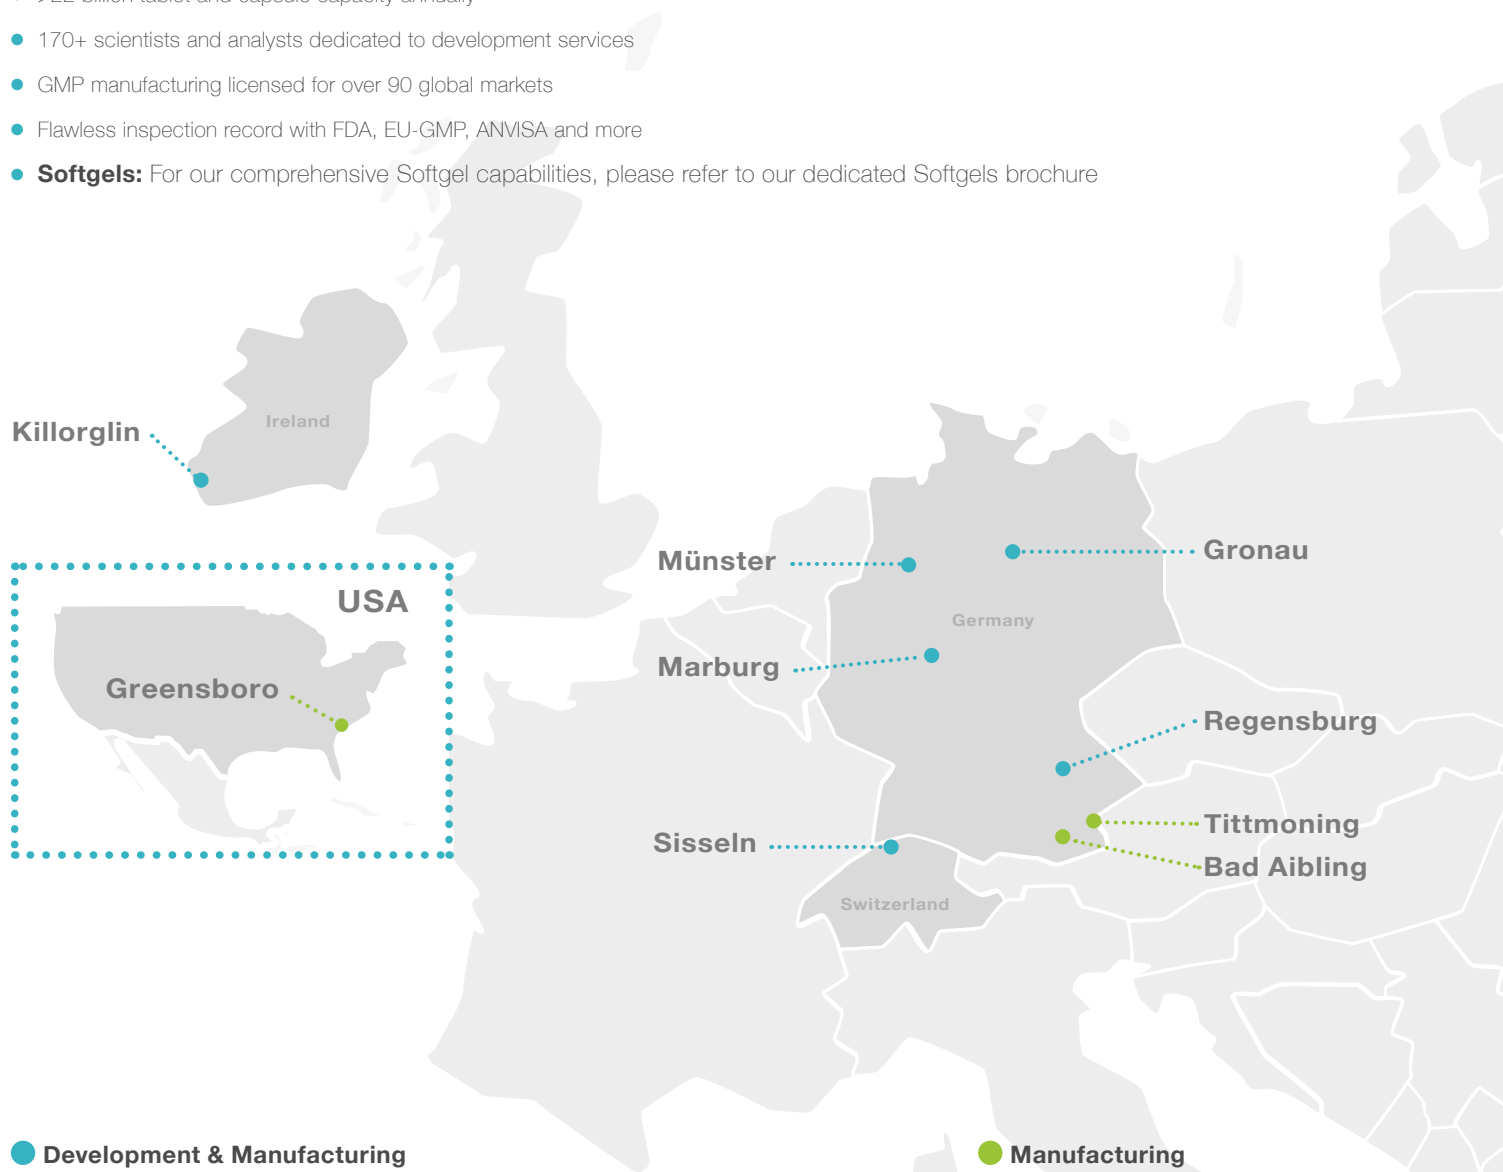 170+ scientists and analysts dedicated to development services
GMP manufacturing licensed for over 90 global markets
Flawless inspection record with FDA, EU-GMP, ANVISA and more
Softgels: For our comprehensive Softgel capabilities, please refer to our dedicated Softgels brochure
Ireland
Killorglin
Münster
Gronau
USA
Germany
Marburg
Greensboro
Regensburg
Tittmoning
Sisseln
Bad Aibling
Switzerland
Development & Manufacturing
Manufacturing